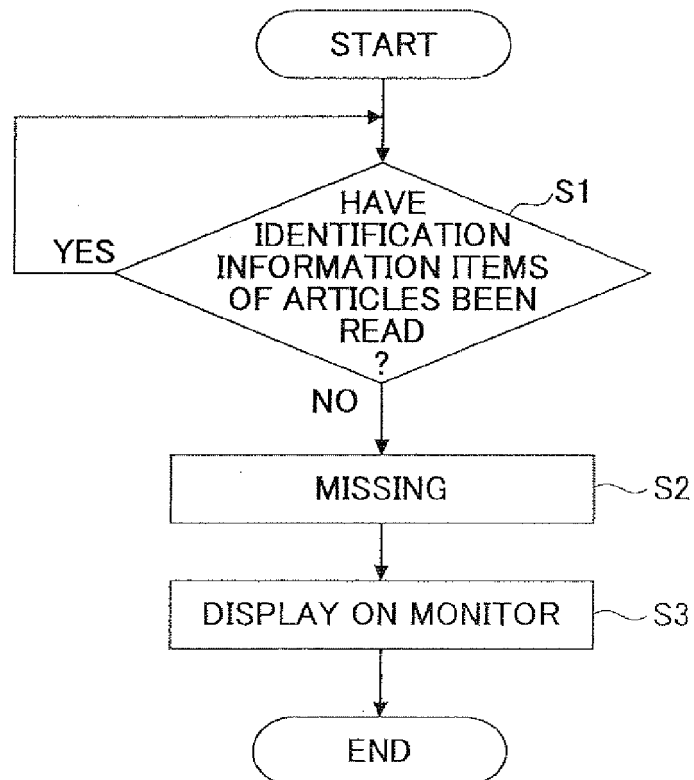 START
S1
HAVE
IDENTIFICATION
INFORMATION ITEMS
OF ARTICLES BEEN
READ
?
YES
NO
MISSING
S2
DISPLAY ON MONITOR
S3
END